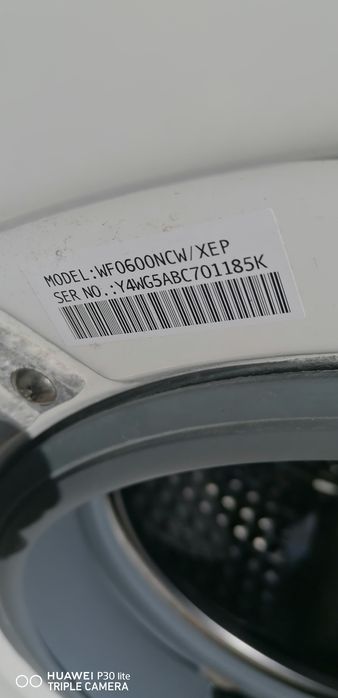 MODEL:WF0600NCW/XEP
SER NO.:Y4WG5ABC701185K
HUAWEI P30 lite
TRIPLE CAMERA